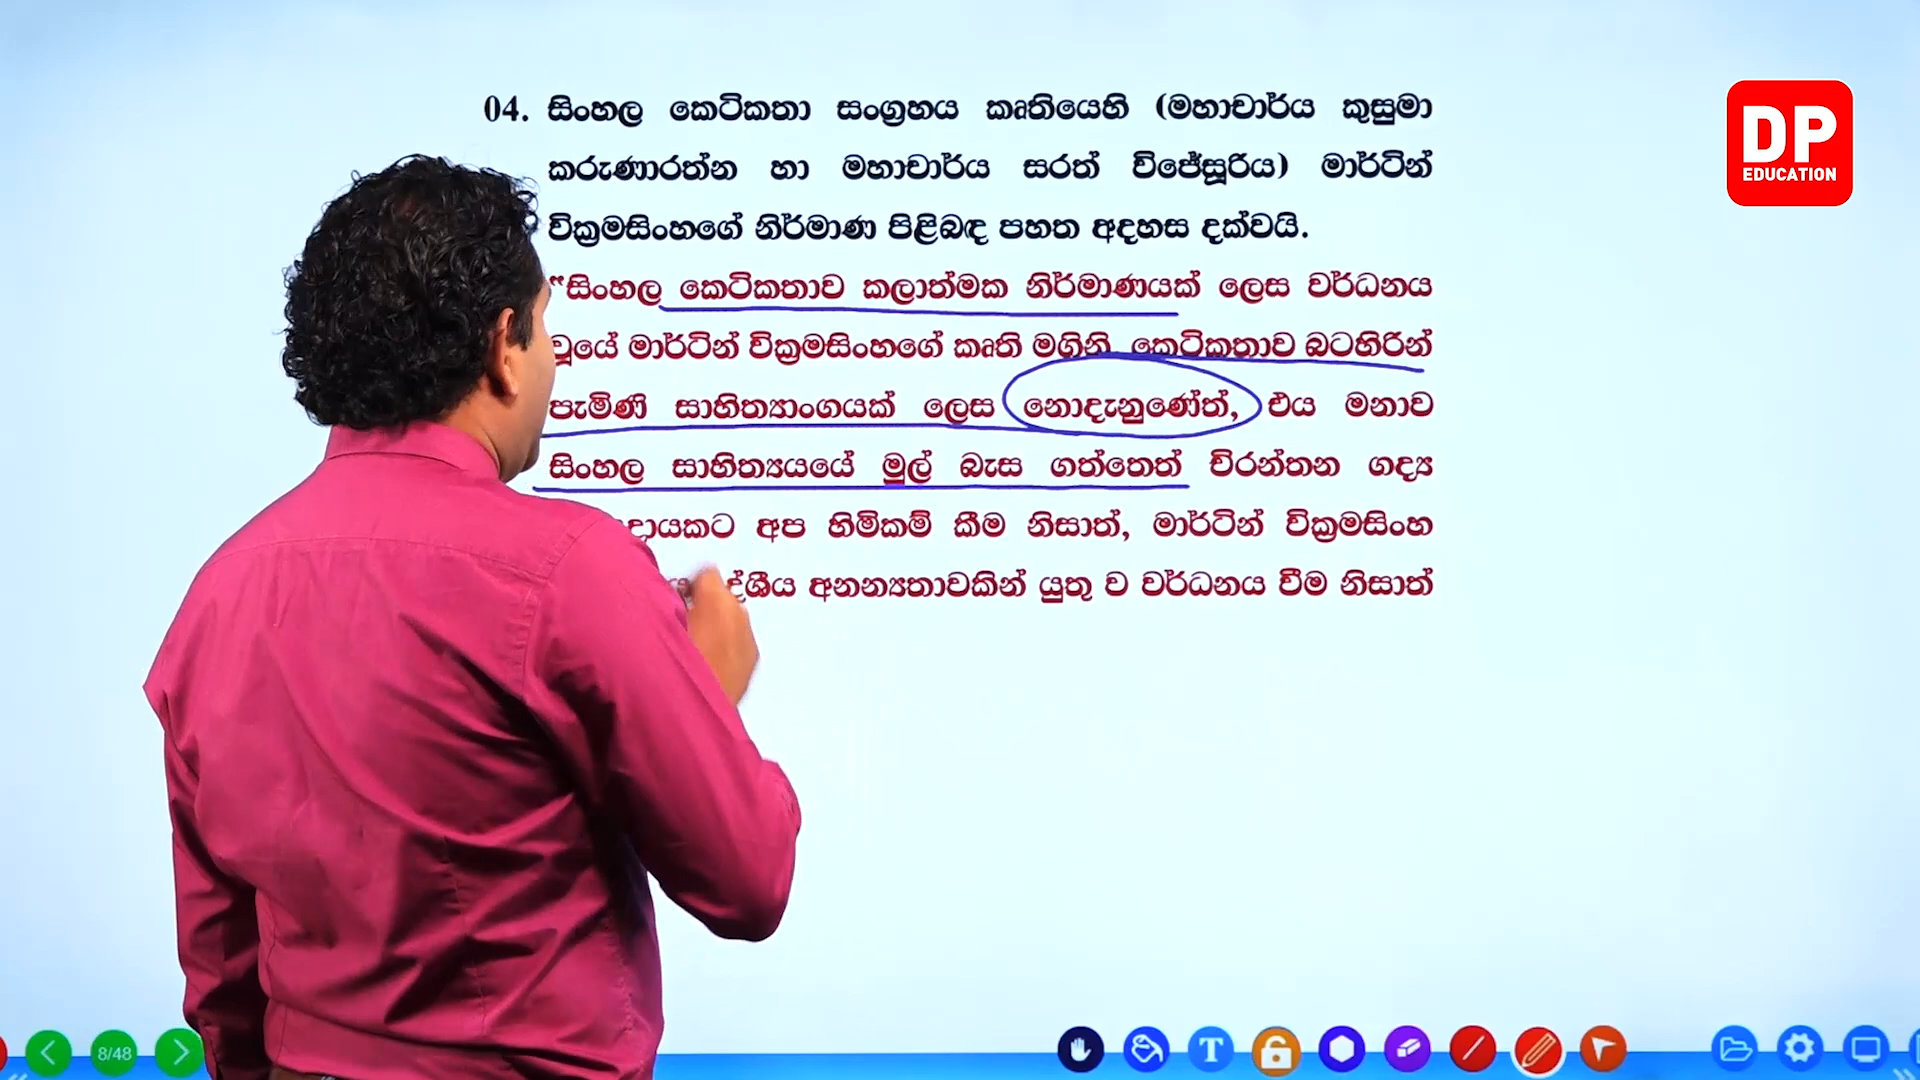 04. සිංහල කෙටිකතා සංග්‍රහය කෘතියෙහි (මහාචාර්ය කුසුමා
කරුණාරත්න හා මහාචාර්ය සරත් විජේසූරිය) මාර්ටින්
වික්‍රමසිංහගේ නිර්මාණ පිළිබඳ පහත අදහස දක්වයි.
"සිංහල කෙටිකතාව කලාත්මක නිර්මාණයක් ලෙස වර්ධනය
වූයේ මාර්ටින් වික්‍රමසිංහගේ කෘති මගිනි. කෙටිකතාව බටහිරින්
පැමිණි සාහිත්‍යාංගයක් ලෙස නොදැනුණේත්, එය මනාව
සිංහල සාහිත්‍යයයේ මුල් බැස ගත්තෙත් චිරන්තන ගද්‍ය
අප හිමිකම් කීම නිසාත්, මාර්ටින් වික්‍රමසිංහ
අනන්‍යතාවකින් යුතු ව වර්ධනය වීම නිසාත්
DP
EDUCATION
8/48
T